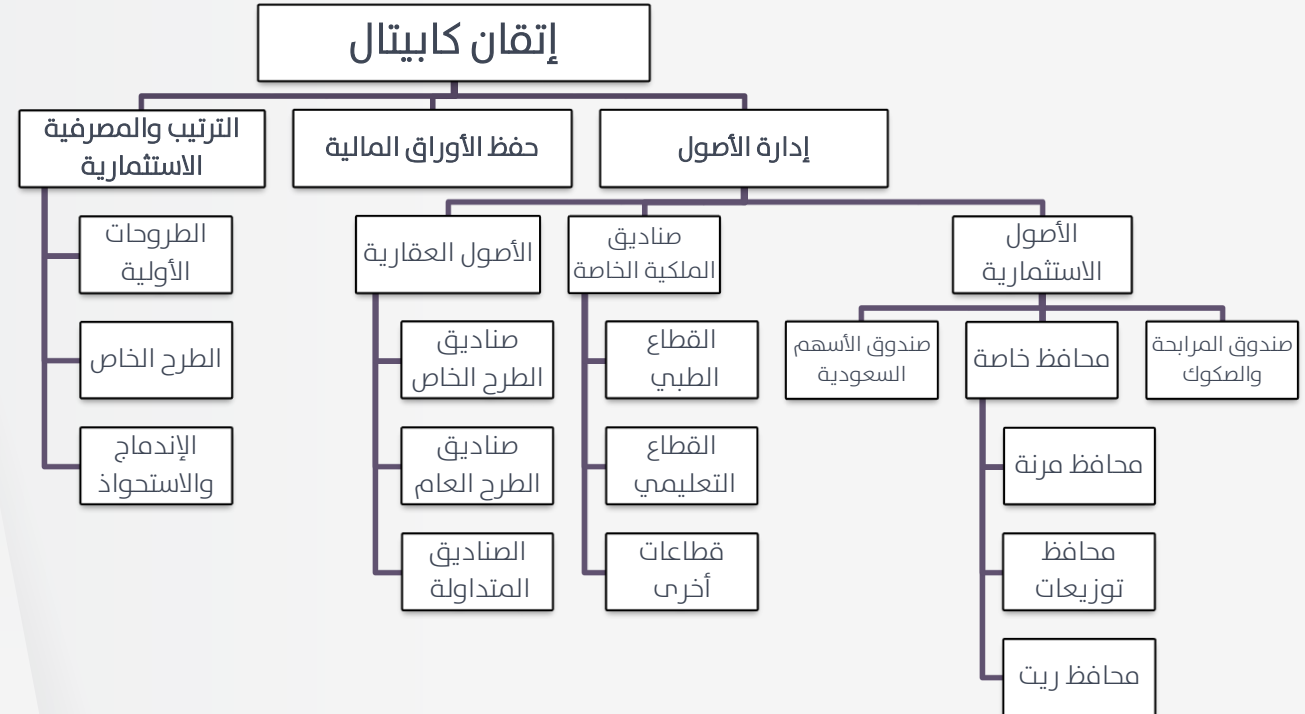 إتقان كابيتال
إدارة الأصول
حفظ الأوراق المالية
الترتيب والمصرفية
الاستثمارية
الأصول
الاستثمارية
صناديق
الملكية الخاصة
الأصول العقارية
الطروحات
الأولية
صندوق المرابحة
والصكوك
محافظ خاصة
صندوق الأسهم
السعودية
القطاع
الطبي
صناديق
الطرح الخاص
الطرح الخاص
محافظ مرنة
القطاع
التعليمي
صناديق
الطرح العام
الإندماج
والاستحواذ
محافظ
توزيعات
قطاعات
أخرى
الصناديق
المتداولة
محافظ ريت